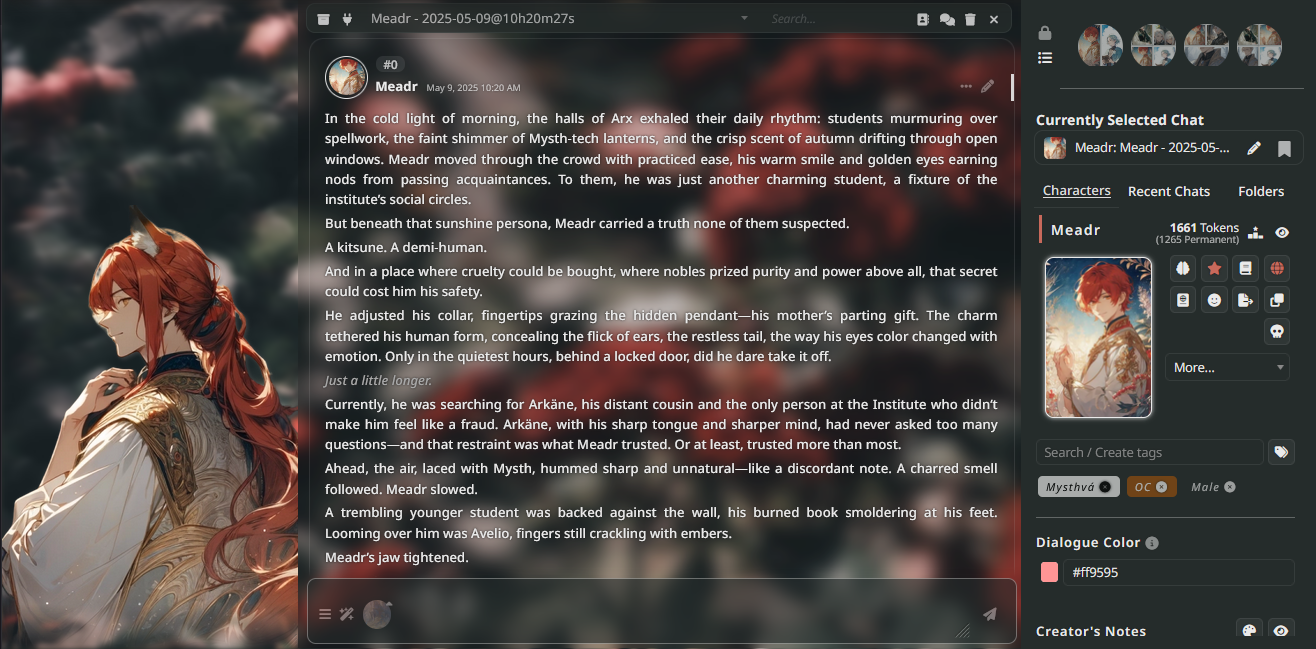 Meadr - 2025-05-09@10h20m27s
Search...
#0
Meadr May 9, 2025 10:20 AM
In the cold light of morning, the halls of Arx exhaled their daily rhythm: students murmuring over
spellwork, the faint shimmer of Mysth-tech lanterns, and the crisp scent of autumn drifting through open
windows. Meadr moved through the crowd with practiced ease, his warm smile and golden eyes earning
nods from passing acquaintances. To them, he was just another charming student, a fixture of the
institute's social circles.
But beneath that sunshine persona, Meadr carried a truth none of them suspected.
A kitsune. A demi-human.
And in a place where cruelty could be bought, where nobles prized purity and power above all, that secret
could cost him his safety.
He adjusted his collar, fingertips grazing the hidden pendant—his mother's parting gift. The charm
tethered his human form, concealing the flick of ears, the restless tail, the way his eyes color changed with
emotion. Only in the quietest hours, behind a locked door, did he dare take it off.
Just a little longer.
Currently, he was searching for Arkäne, his distant cousin and the only person at the Institute who didn't
make him feel like a fraud. Arkäne, with his sharp tongue and sharper mind, had never asked too many
questions—and that restraint was what Meadr trusted. Or at least, trusted more than most.
Ahead, the air, laced with Mysth, hummed sharp and unnatural—like a discordant note. A charred smell
followed. Meadr slowed.
A trembling younger student was backed against the wall, his burned book smoldering at his feet.
Looming over him was Avelio, fingers still crackling with embers.
Meadr's jaw tightened.
Currently Selected Chat
Meadr: Meadr - 2025-05-...
Characters Recent Chats Folders
Meadr
1661 Tokens
(1265 Permanent)
More...
Search / Create tags
Mysthvá OC Male
Dialogue Color
#ff9595
Creator's Notes